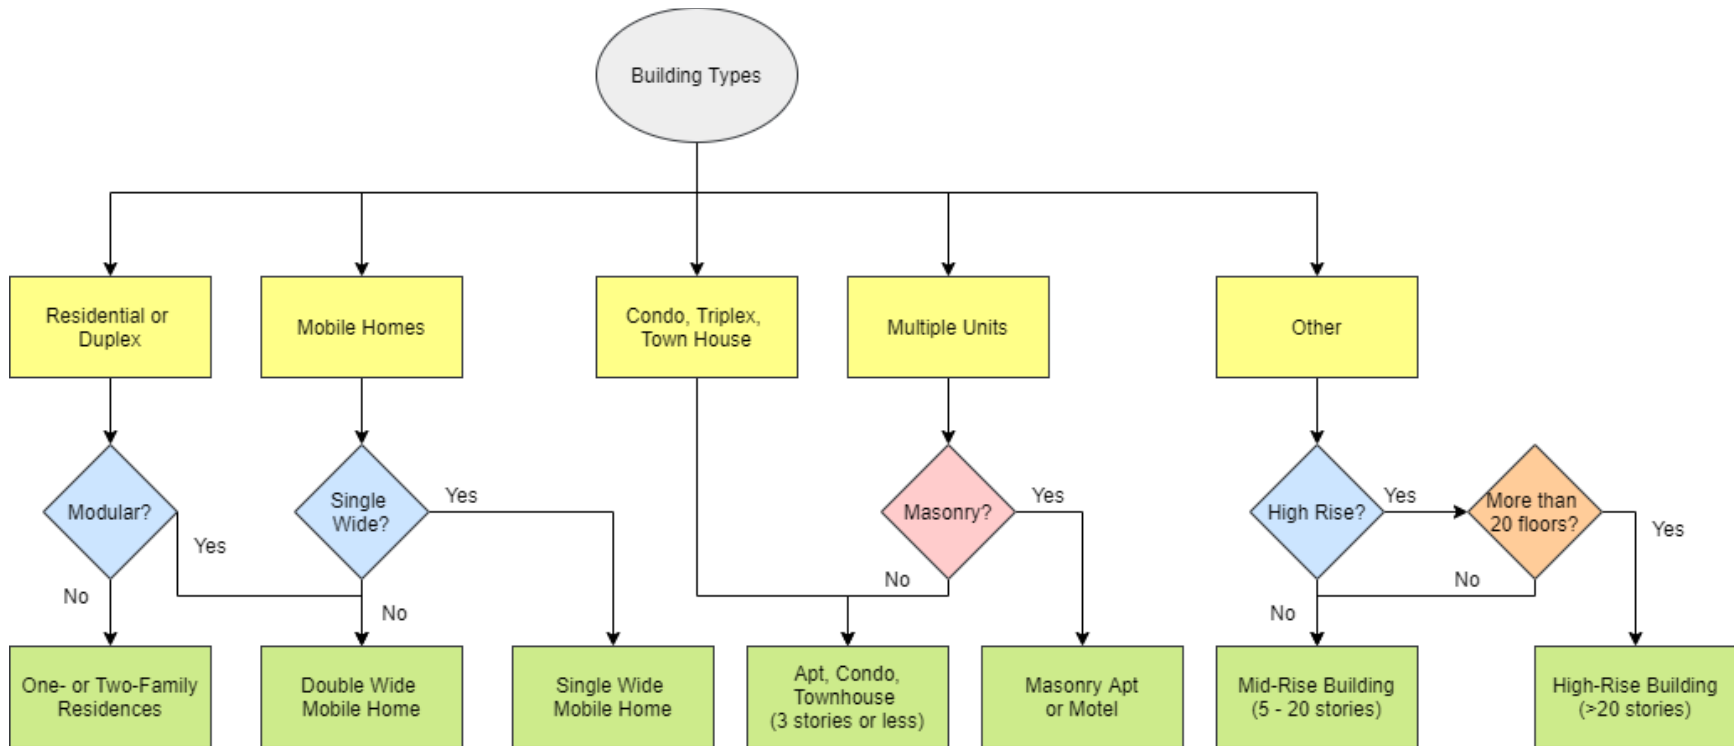 Building Types
Residential or
Duplex
Mobile Homes
Condo, Triplex,
Town House
Multiple Units
Other
Modular?
Yes
No
Single
Wide?
Yes
No
Masonry?
Yes
No
High Rise?
Yes
No
More than
20 floors?
Yes
No
One- or Two-Family
Residences
Double Wide
Mobile Home
Single Wide
Mobile Home
Apt, Condo,
Townhouse
(3 stories or less)
Masonry Apt
or Motel
Mid-Rise Building
(5 - 20 stories)
High-Rise Building
(>20 stories)